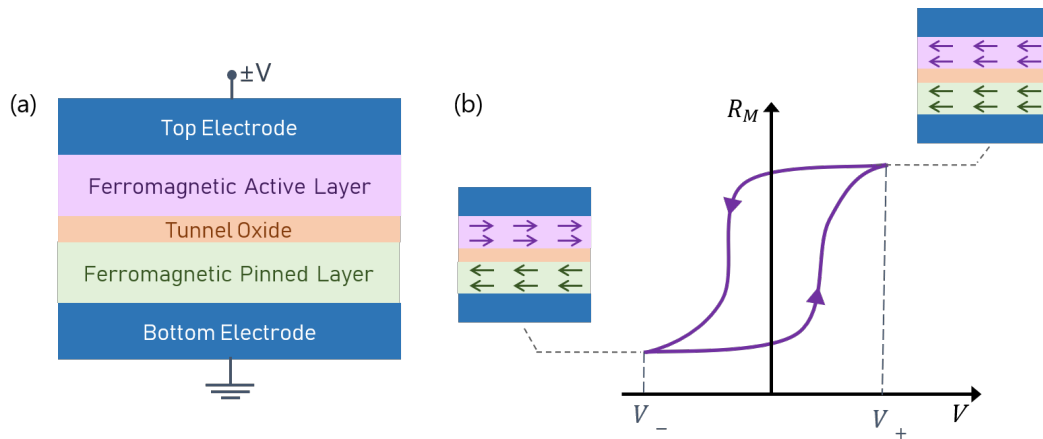 (a)
±V
Top Electrode
Ferromagnetic Active Layer
Tunnel Oxide
Ferromagnetic Pinned Layer
Bottom Electrode
(b)
R_M
V_-
V_+
V